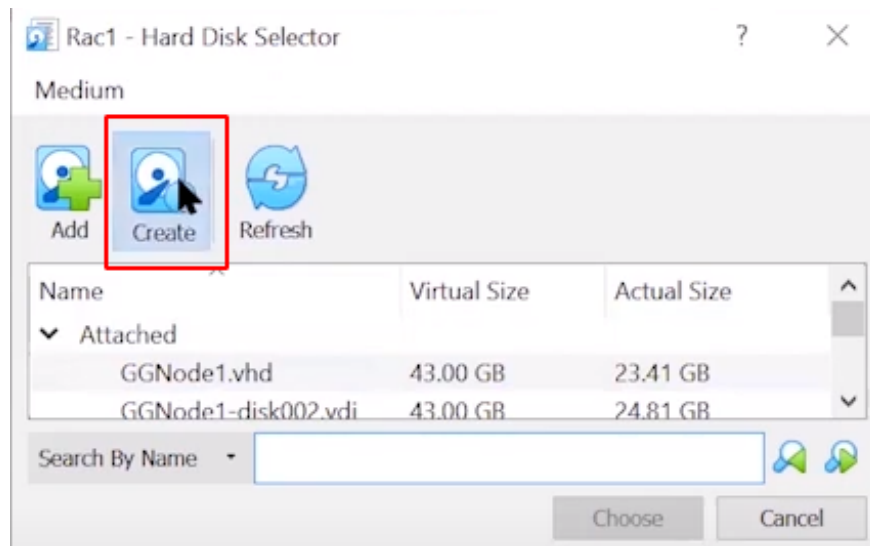 Rac1 - Hard Disk Selector ?
Medium
Add Create Refresh
Name Virtual Size Actual Size
Attached
GGNode1.vhd 43.00 GB 23.41 GB
GGNode1-disk002.vdi 43.00 GB 24.81 GB
Search By Name
Choose Cancel